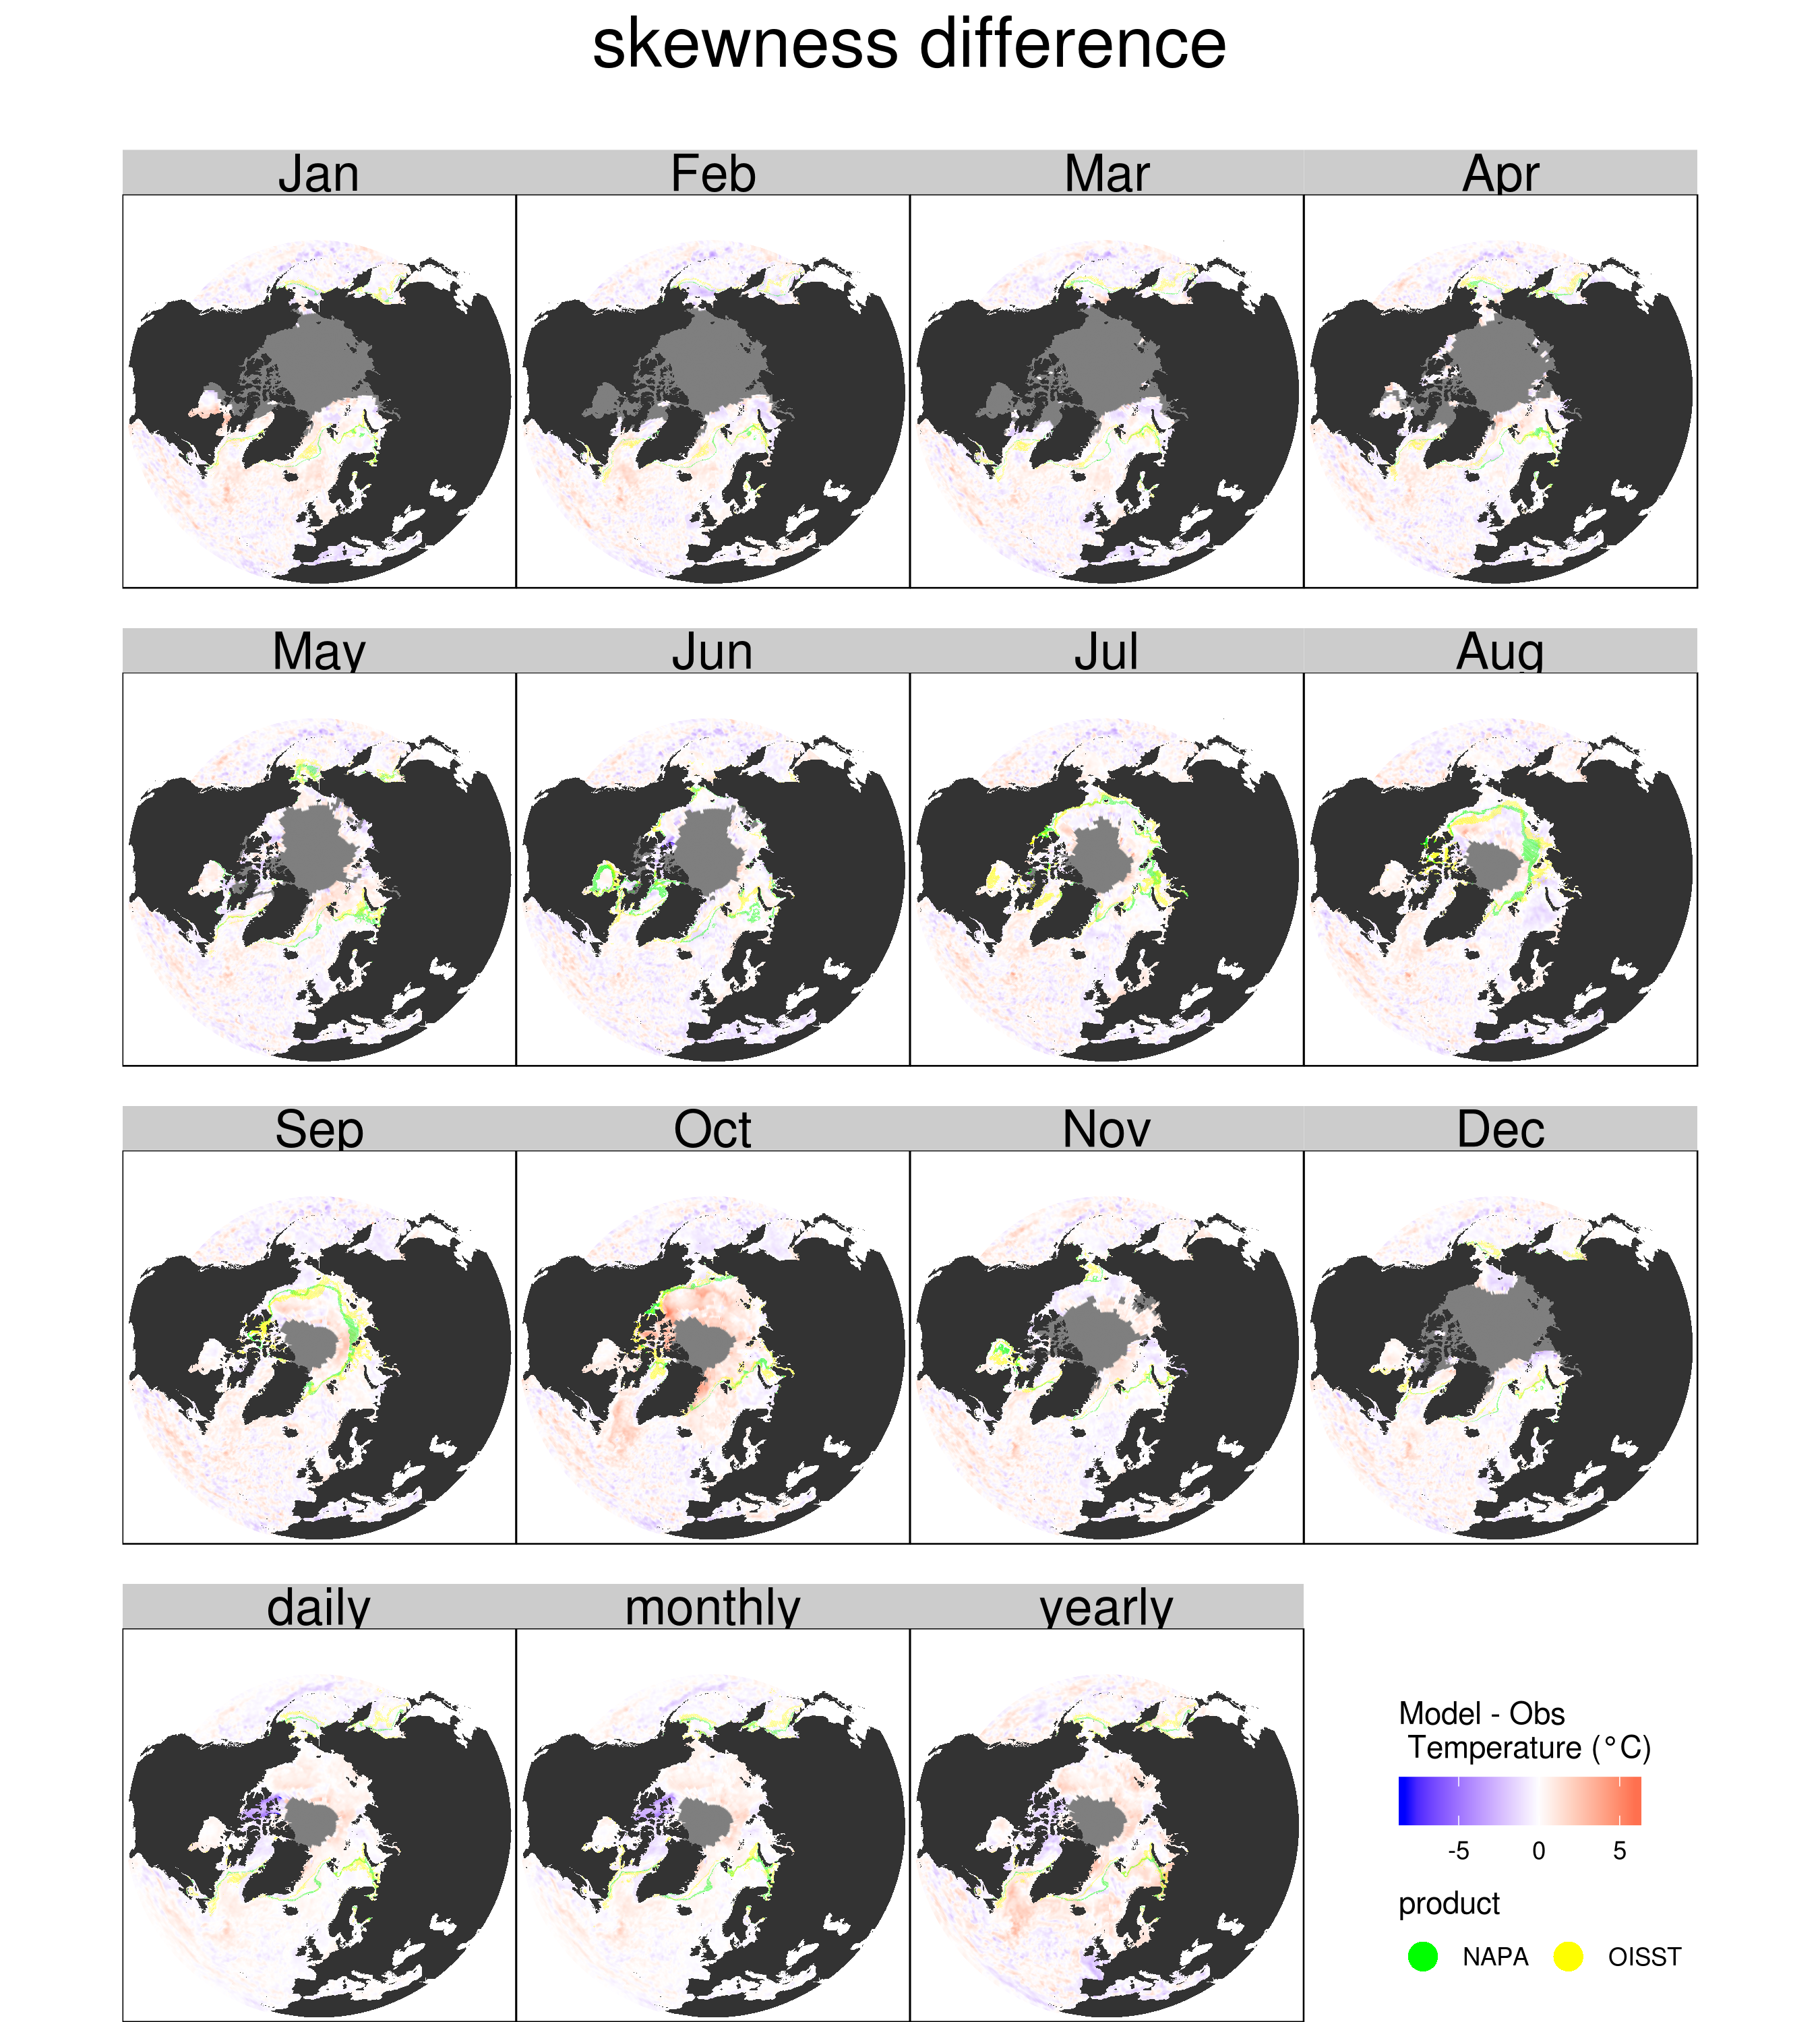 skewness difference
Jan Feb Mar Apr
May Jun Jul Aug
Sep Oct Nov Dec
daily monthly yearly
Model - Obs
Temperature (°C)
-5 0 5
product
NAPA OISST